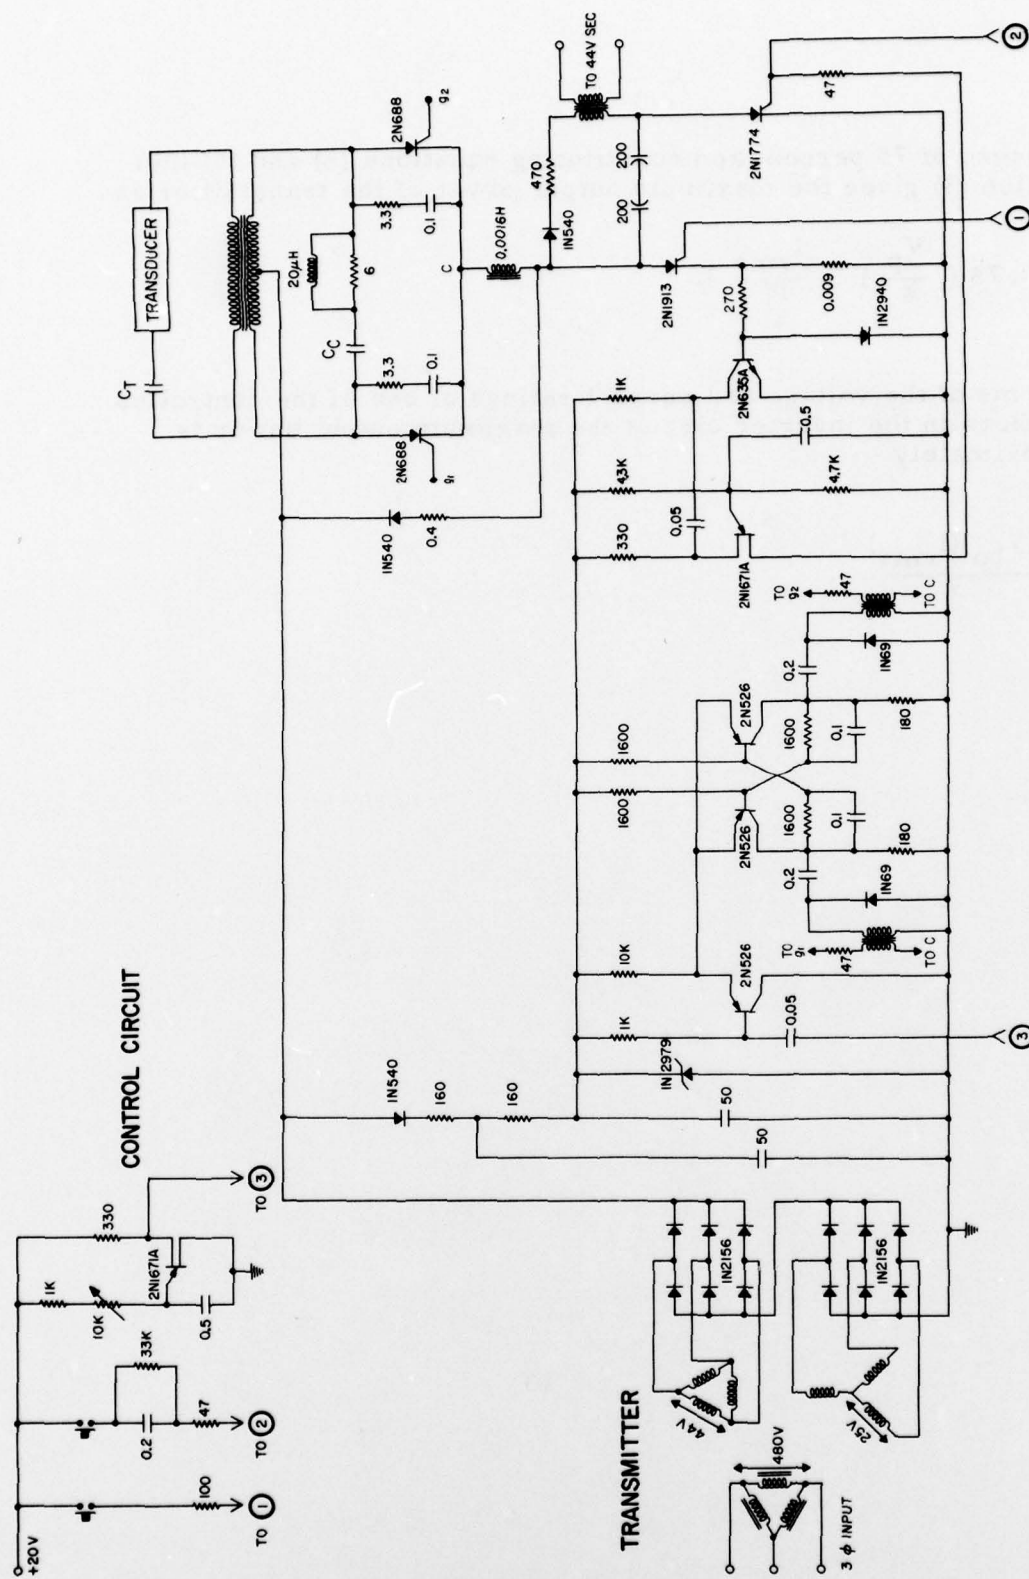 CONTROL CIRCUIT
+20V
1K
330
10K
2N1671A
0.5
33K
0.2
47
100
TO 1
TO 2
TO 3
TRANSMITTER
3 ϕ INPUT
480V
44V
25V
1N2156
1N2156
1N540
160
160
50
50
1N2979
1K
10K
0.05
3
2N526
TO g1
47
TO C
1N69
0.2
2N526
1600
1600
0.1
180
1600
2N526
1600
0.1
180
0.2
1N69
TO g2
47
TO C
330
43K
1K
0.05
2N1671A
4.7K
0.5
2N635A
270
1N2940
0.009
2N1913
1
1N540
470
200
200
TO 44V SEC
2N1774
47
2
1N540
0.4
CT
TRANSDUCER
20μH
6
CC
3.3
0.1
3.3
0.1
2N688
g1
2N688
g2
C
0.0016H